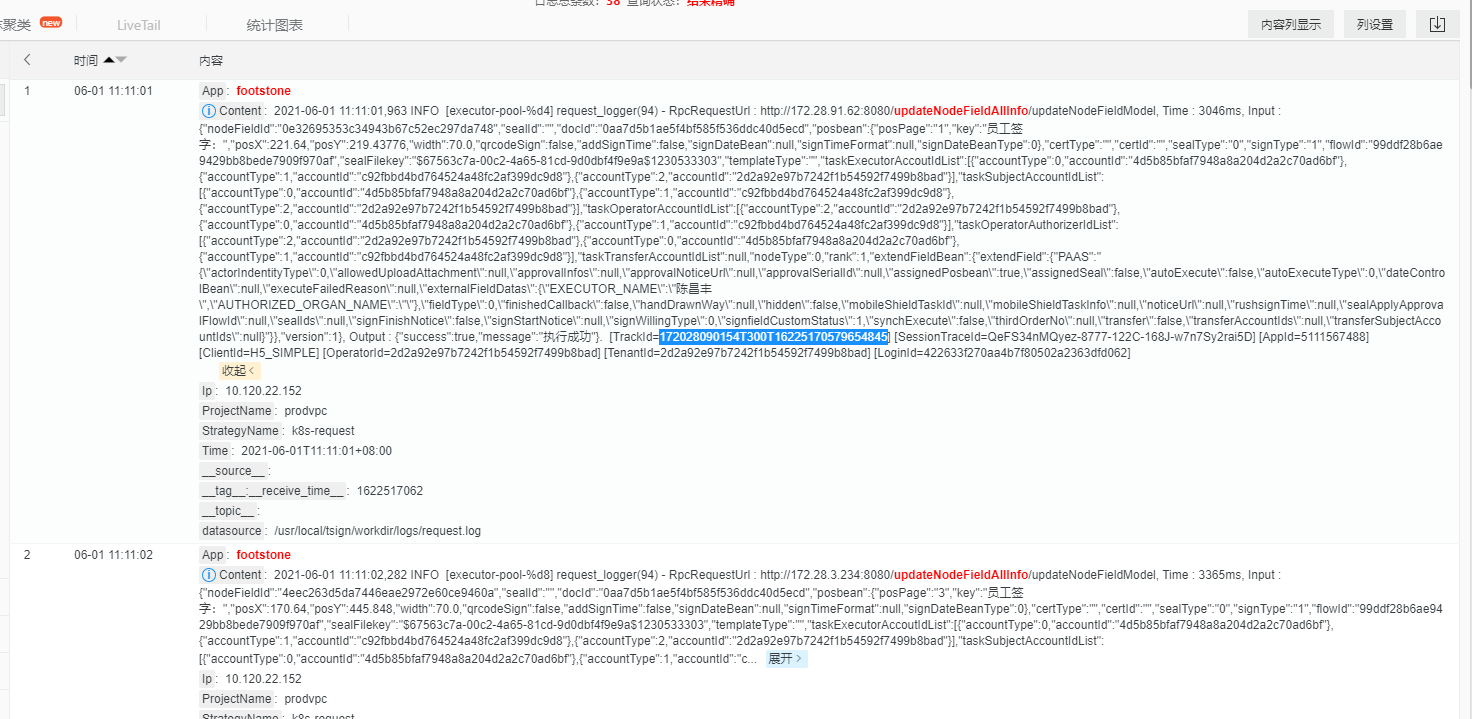 日志总条数：38 查询状态：结果精确
聚类 new LiveTail 统计图表 内容列显示 列设置
时间 内容
1 06-01 11:11:01 App : footstone
Content : 2021-06-01 11:11:01,963 INFO [executor-pool-%d4] request_logger(94) - RpcRequestUrl : http://172.28.91.62:8080/updateNodeFieldAllInfo/updateNodeFieldModel, Time : 3046ms, Input :
{"nodeFieldId":"0e32695353c34943b67c52ec297da748","sealId":"","docId":"0aa7d5b1ae5f4bf585f536ddc40d5ecd","posbean":{"posPage":"1","key":"员工签
字：","posX":221.64,"posY":219.43776,"width":70.0,"qrcodeSign":false,"addSignTime":false,"signDateBean":null,"signTimeFormat":null,"signDateBeanType":0},"certType":"","certId":"","sealType":"0","signType":"1","flowId":"99ddf28b6ae
9429bb8bede7909f970af","sealFilekey":"$67563c7a-00c2-4a65-81cd-9d0dbf4f9e9a$1230533303","templateType":"","taskExecutorAccoutIdList":[{"accountType":0,"accountId":"4d5b85bfaf7948a8a204d2a2c70ad6bf"},
{"accountType":1,"accountId":"c92fbbd4bd764524a48fc2af399dc9d8"},{"accountType":2,"accountId":"2d2a92e97b7242f1b54592f7499b8bad"}],"taskSubjectAccountIdList":
[{"accountType":0,"accountId":"4d5b85bfaf7948a8a204d2a2c70ad6bf"},{"accountType":1,"accountId":"c92fbbd4bd764524a48fc2af399dc9d8"},
{"accountType":2,"accountId":"2d2a92e97b7242f1b54592f7499b8bad"}],"taskOperatorAccountIdList":[{"accountType":2,"accountId":"2d2a92e97b7242f1b54592f7499b8bad"},
{"accountType":0,"accountId":"4d5b85bfaf7948a8a204d2a2c70ad6bf"},{"accountType":1,"accountId":"c92fbbd4bd764524a48fc2af399dc9d8"}],"taskOperatorAuthorizerIdList":
[{"accountType":2,"accountId":"2d2a92e97b7242f1b54592f7499b8bad"},{"accountType":0,"accountId":"4d5b85bfaf7948a8a204d2a2c70ad6bf"},
{"accountType":1,"accountId":"c92fbbd4bd764524a48fc2af399dc9d8"}],"taskTransferAccountIdList":null,"nodeType":0,"rank":1,"extendFieldBean":{"extendField":{"PAAS":"
{\"actorIndentityType\":0,\"allowedUploadAttachment\":null,\"approvalInfos\":null,\"approvalNoticeUrl\":null,\"approvalSerialId\":null,\"assignedPosbean\":true,\"assignedSeal\":false,\"autoExecute\":false,\"autoExecuteType\":0,\"dateContro
lBean\":null,\"executeFailedReason\":null,\"externalFieldDatas\":{\"EXECUTOR_NAME\":\"陈昌丰
\",\"AUTHORIZED_ORGAN_NAME\":\"\"},\"fieldType\":0,\"finishedCallback\":false,\"handDrawnWay\":null,\"hidden\":false,\"mobileShieldTaskId\":null,\"mobileShieldTaskInfo\":null,\"noticeUrl\":null,\"rushsignTime\":null,\"sealApplyApprova
lFlowId\":null,\"sealIds\":null,\"signFinishNotice\":false,\"signStartNotice\":null,\"signWillingType\":0,\"signfieldCustomStatus\":1,\"synchExecute\":false,\"thirdOrderNo\":null,\"transfer\":false,\"transferAccountIds\":null,\"transferSubjectAccou
ntIds\":null}"}},"version":1}, Output : {"success":true,"message":"执行成功"}. [TrackId=172028090154T300T16225170579654845] [SessionTraceId=QeFS34nMQyez-8777-122C-168J-w7n7Sy2rai5D] [AppId=5111567488]
[ClientId=H5_SIMPLE] [OperatorId=2d2a92e97b7242f1b54592f7499b8bad] [TenantId=2d2a92e97b7242f1b54592f7499b8bad] [LoginId=422633f270aa4b7f80502a2363dfd062]
收起
Ip : 10.120.22.152
ProjectName : prodvpc
StrategyName : k8s-request
Time : 2021-06-01T11:11:01+08:00
__source__ :
__tag__:__receive_time__ : 1622517062
__topic__ :
datasource : /usr/local/tsign/workdir/logs/request.log
2 06-01 11:11:02 App : footstone
Content : 2021-06-01 11:11:02,282 INFO [executor-pool-%d8] request_logger(94) - RpcRequestUrl : http://172.28.3.234:8080/updateNodeFieldAllInfo/updateNodeFieldModel, Time : 3365ms, Input :
{"nodeFieldId":"4eec263d5da7446eae2972e60ce9460a","sealId":"","docId":"0aa7d5b1ae5f4bf585f536ddc40d5ecd","posbean":{"posPage":"3","key":"员工签
字：","posX":170.64,"posY":445.848,"width":70.0,"qrcodeSign":false,"addSignTime":false,"signDateBean":null,"signTimeFormat":null,"signDateBeanType":0},"certType":"","certId":"","sealType":"0","signType":"1","flowId":"99ddf28b6ae9
429bb8bede7909f970af","sealFilekey":"$67563c7a-00c2-4a65-81cd-9d0dbf4f9e9a$1230533303","templateType":"","taskExecutorAccoutIdList":[{"accountType":0,"accountId":"4d5b85bfaf7948a8a204d2a2c70ad6bf"},
{"accountType":1,"accountId":"c92fbbd4bd764524a48fc2af399dc9d8"},{"accountType":2,"accountId":"2d2a92e97b7242f1b54592f7499b8bad"}],"taskSubjectAccountIdList":
[{"accountType":0,"accountId":"4d5b85bfaf7948a8a204d2a2c70ad6bf"},{"accountType":1,"accountId":"c... 展开
Ip : 10.120.22.152
ProjectName : prodvpc
StrategyName : k8s-request